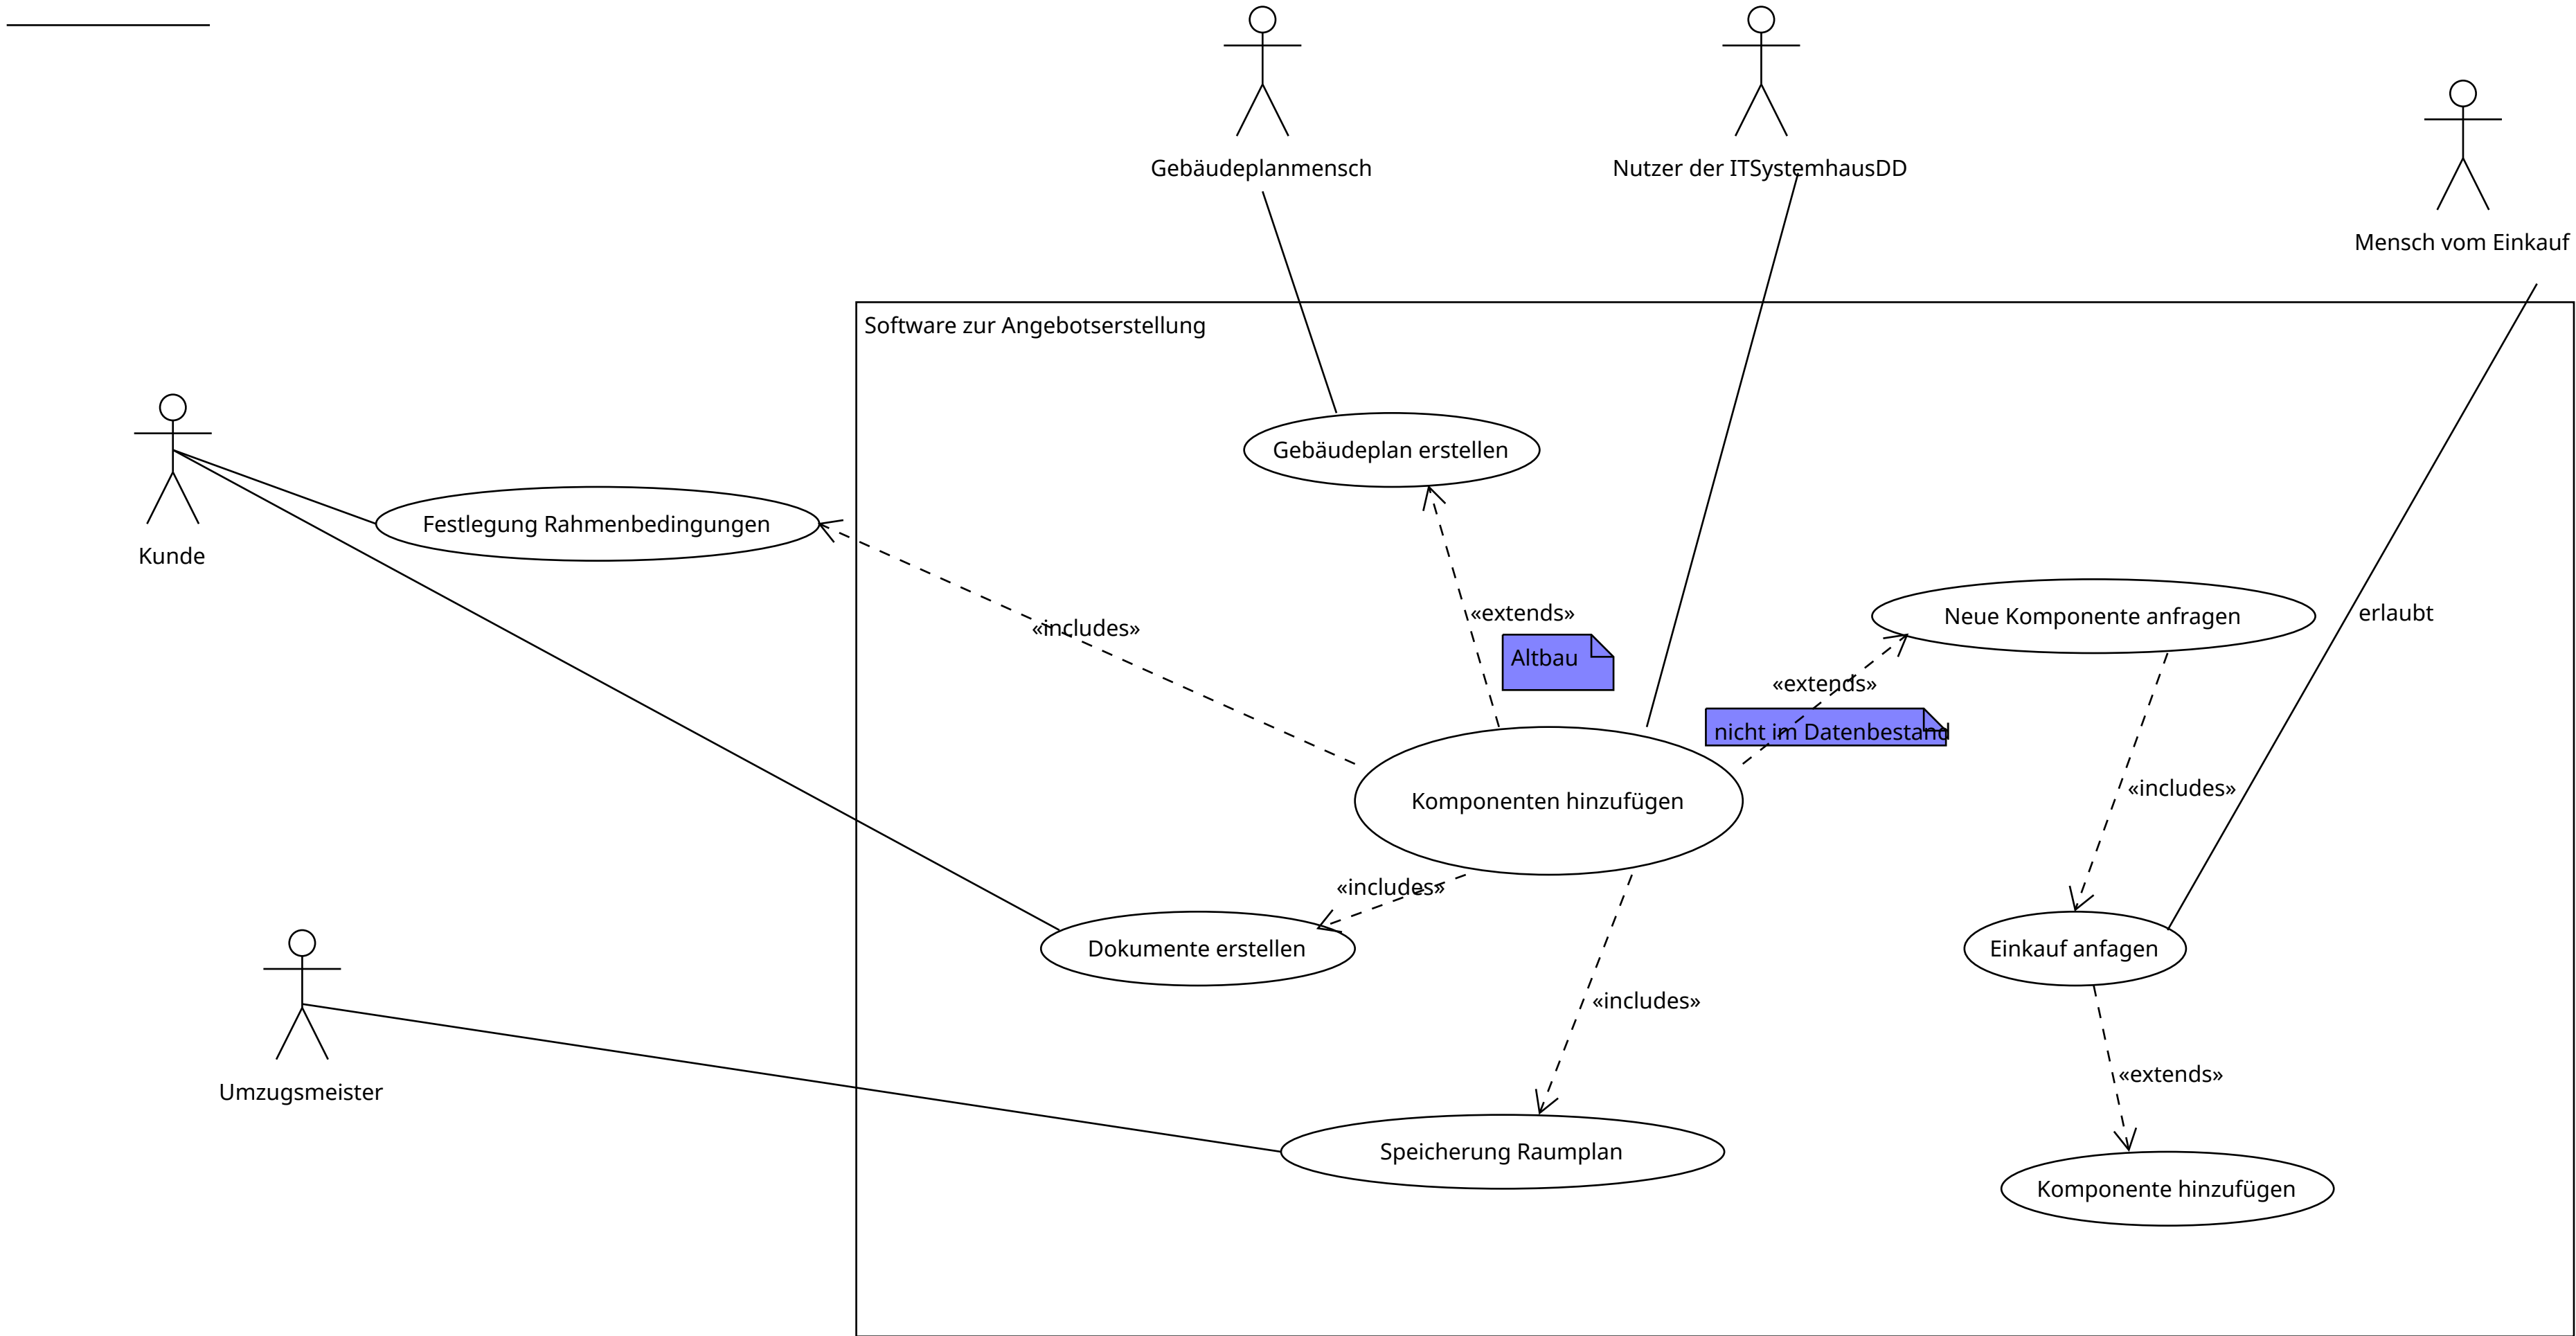 Gebäudeplanmensch
Nutzer der ITSystemhausDD
Mensch vom Einkauf
Software zur Angebotserstellung
Gebäudeplan erstellen
Festlegung Rahmenbedingungen
Kunde
«extends»
Neue Komponente anfragen
erlaubt
«includes»
Altbau
«extends»
nicht im Datenbestand
«includes»
Komponenten hinzufügen
«includes»
Dokumente erstellen
Einkauf anfagen
«includes»
«extends»
Umzugsmeister
Speicherung Raumplan
Komponente hinzufügen